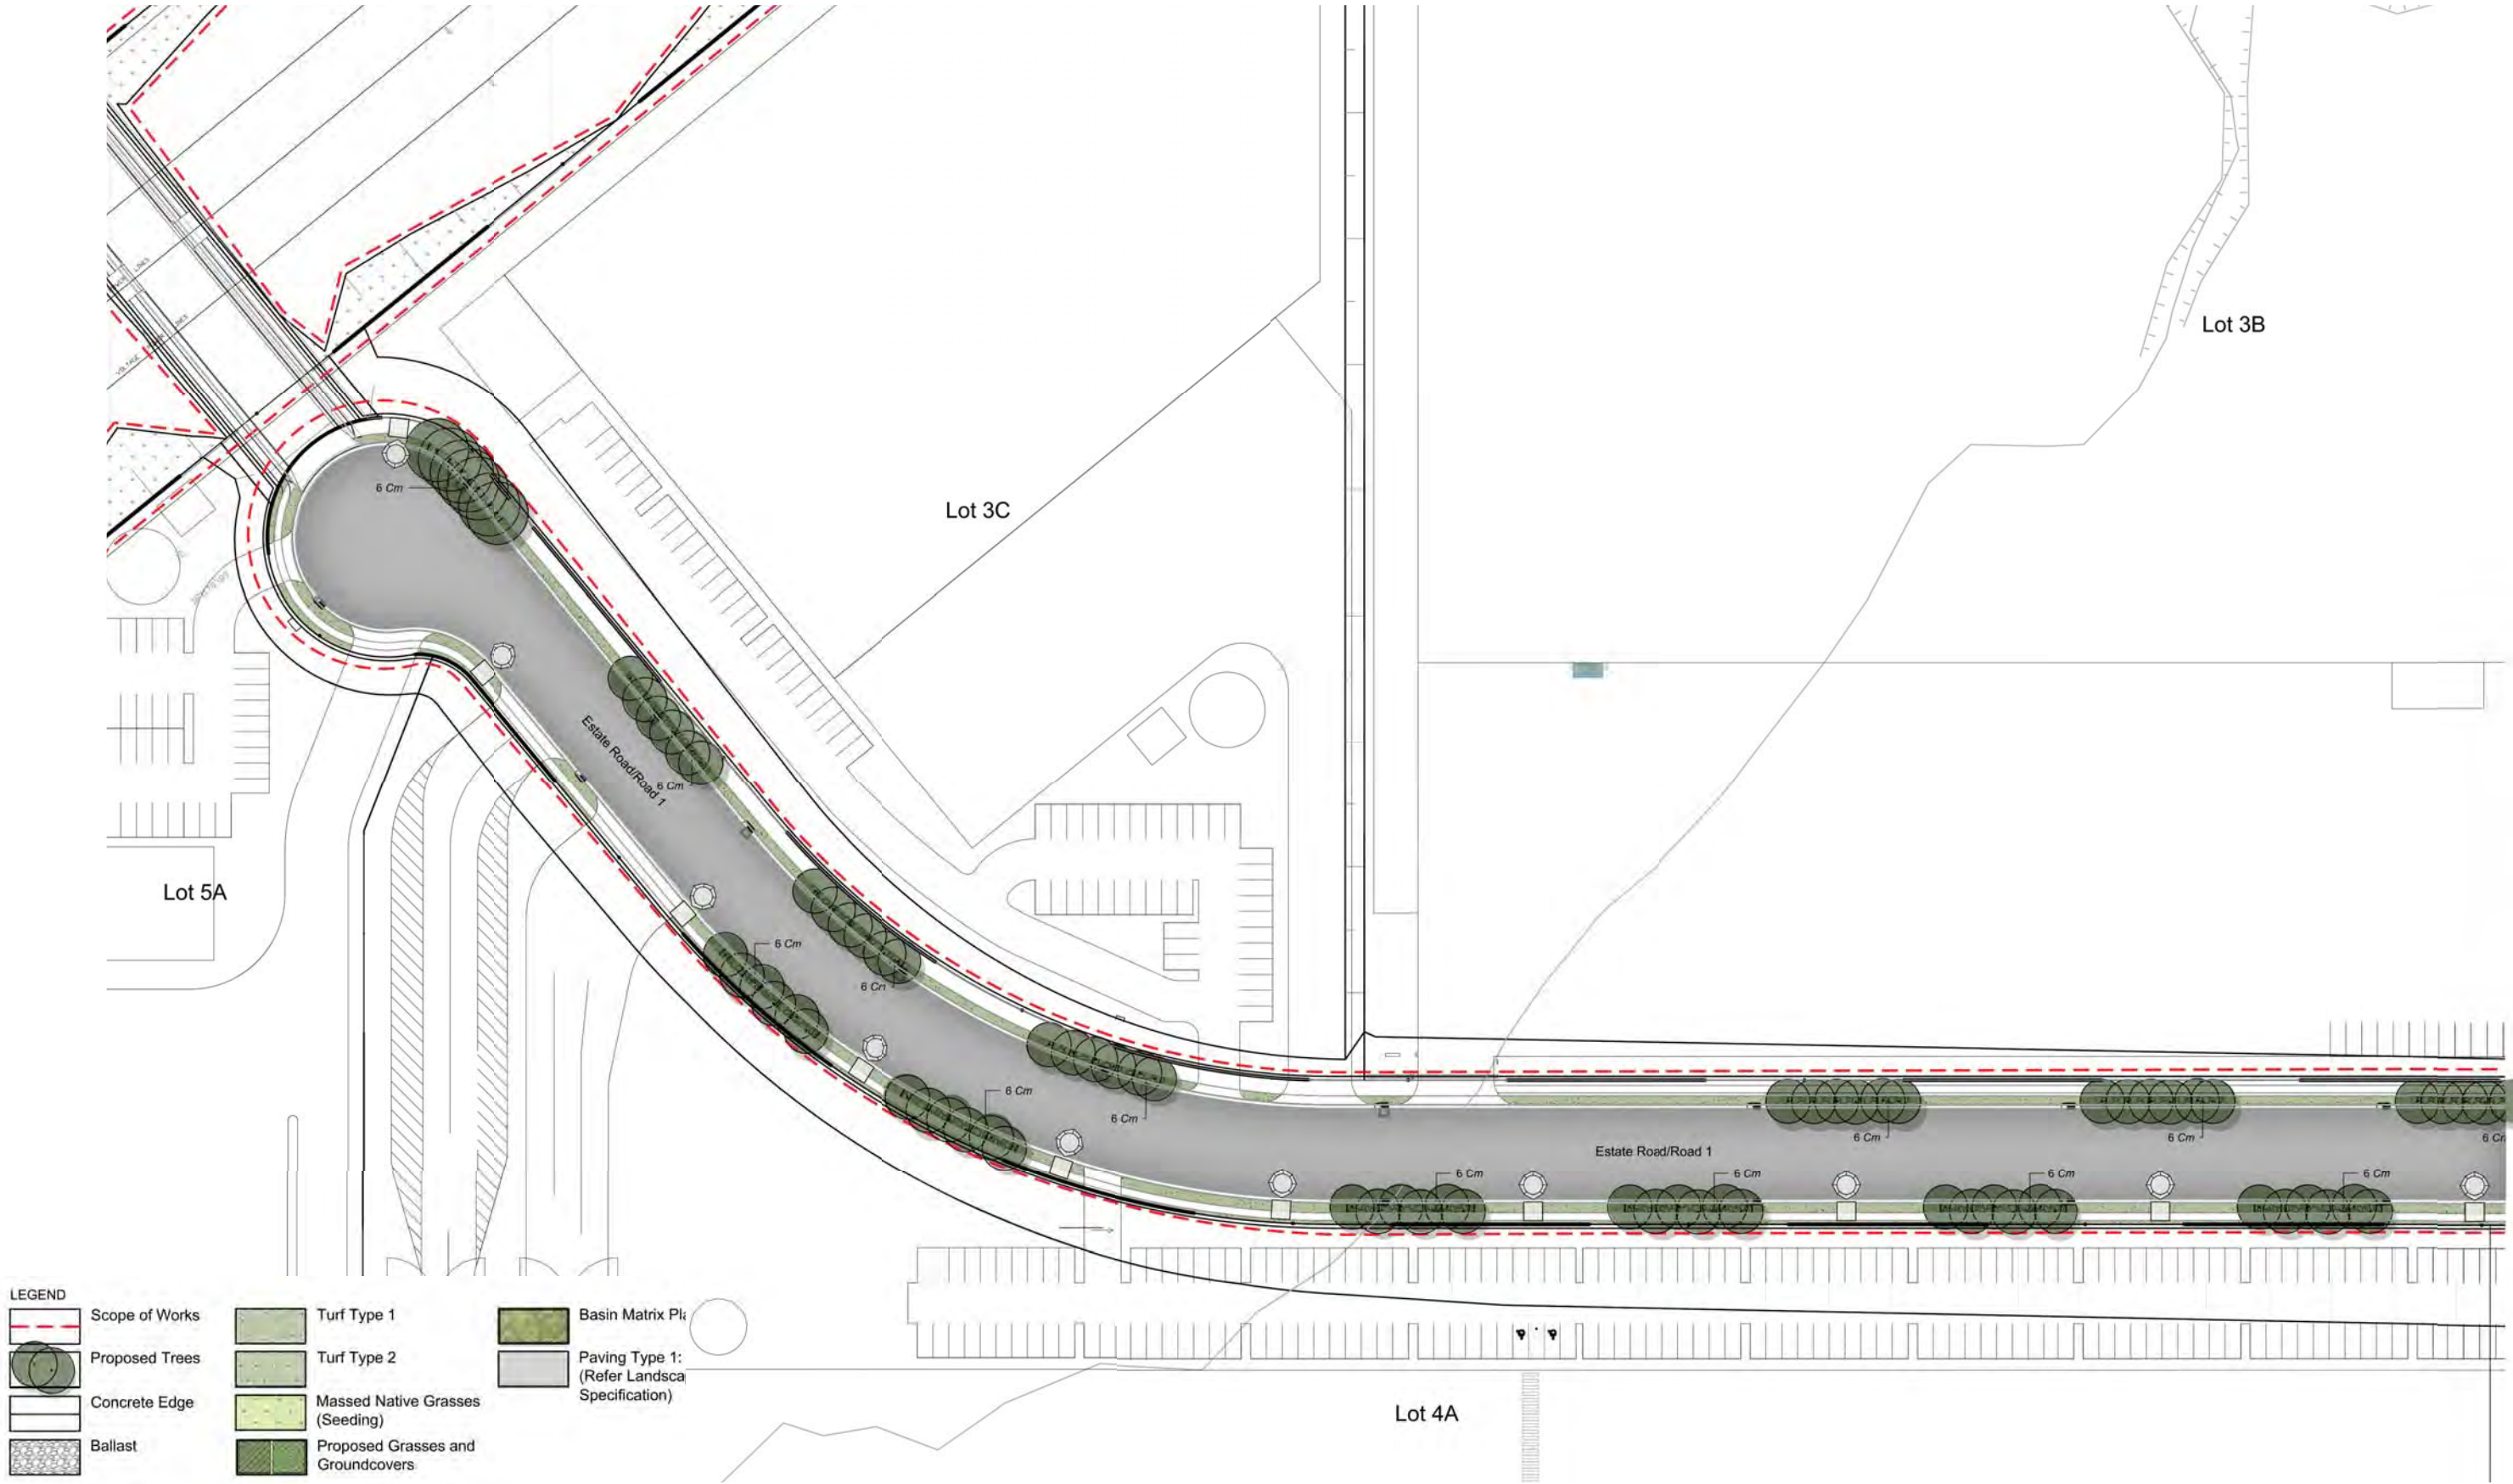 Lot 3B
6 Cm
Lot 3C
Estate Road/Road 1
6 Cm
Lot 5A
6 Cm
6 Cm
6 Cm
6 Cm
Estate Road/Road 1
6 Cm
6 Cm
6 Cm
6 Cm
6 Cm
6 Cm
Lot 4A
LEGEND
Scope of Works
Proposed Trees
Concrete Edge
Ballast
Turf Type 1
Turf Type 2
Massed Native Grasses
(Seeding)
Proposed Grasses and
Groundcovers
Basin Matrix
Paving Type 1:
(Refer Landsca
Specification)